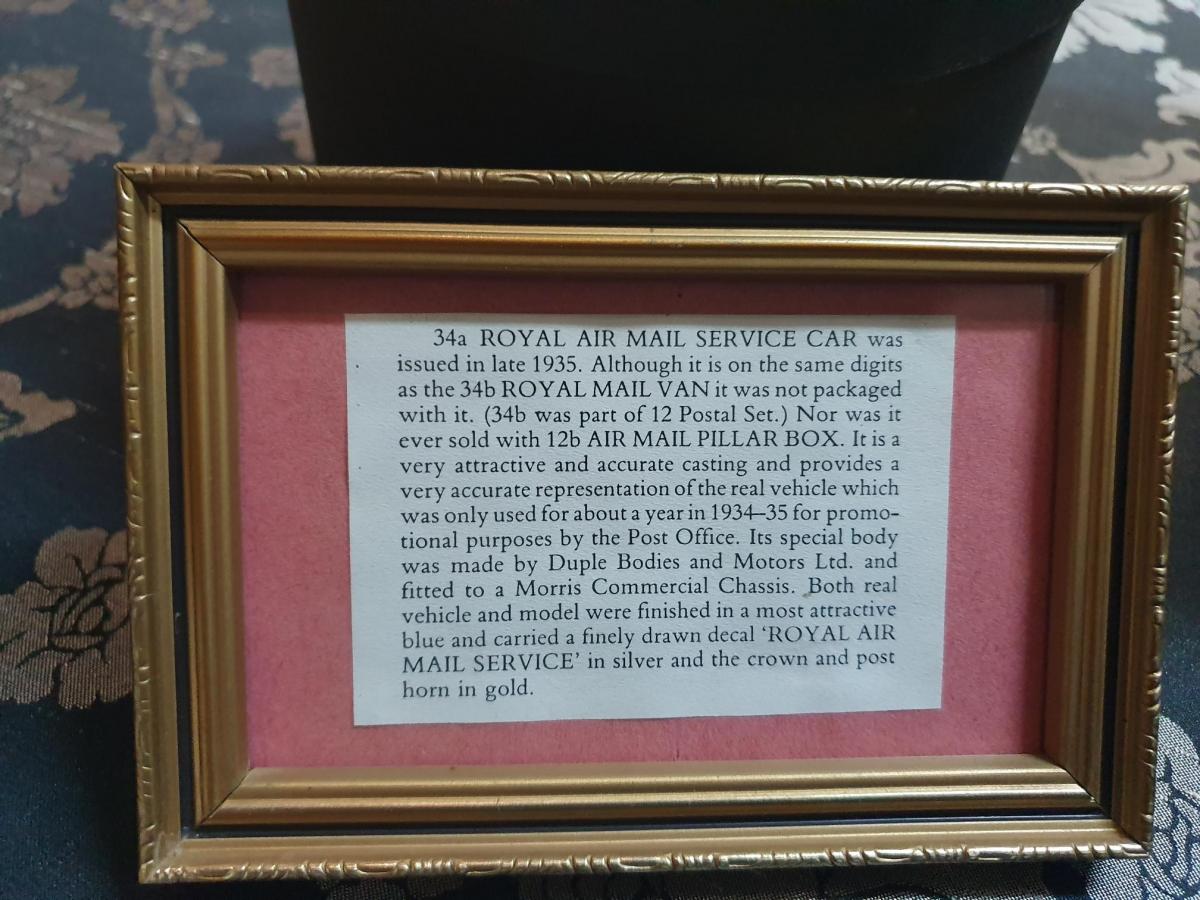 34a ROYAL AIR MAIL SERVICE CAR was
issued in late 1935. Although it is on the same digits
as the 34b ROYAL MAIL VAN it was not packaged
with it. (34b was part of 12 Postal Set.) Nor was it
ever sold with 12b AIR MAIL PILLAR BOX. It is a
very attractive and accurate casting and provides a
very accurate representation of the real vehicle which
was only used for about a year in 1934–35 for promo-
tional purposes by the Post Office. Its special body
was made by Duple Bodies and Motors Ltd. and
fitted to a Morris Commercial Chassis. Both real
vehicle and model were finished in a most attractive
blue and carried a finely drawn decal ‘ROYAL AIR
MAIL SERVICE’ in silver and the crown and post
horn in gold.